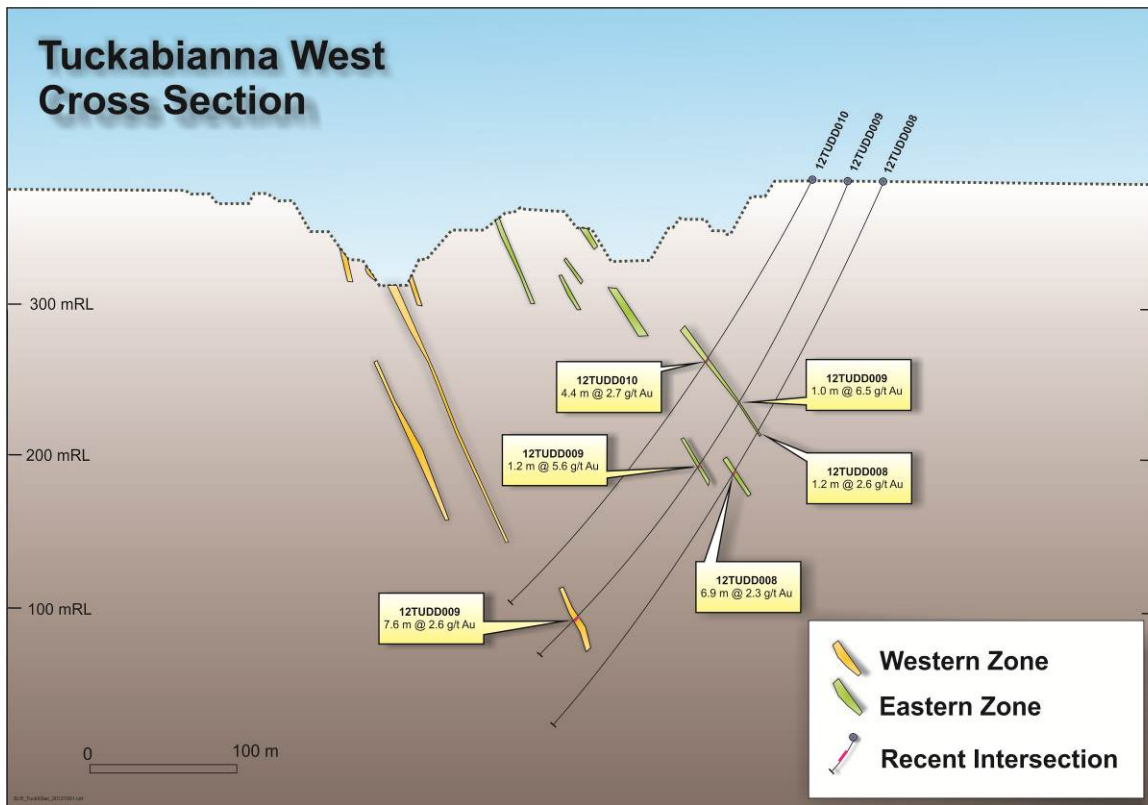 Tuckabianna West
Cross Section
12TUDD010
12TUDD009
12TUDD008
300 mRL
12TUDD010
4.4 m @ 2.7 g/t Au
12TUDD009
1.0 m @ 6.5 g/t Au
200 mRL
12TUDD009
1.2 m @ 5.6 g/t Au
12TUDD008
1.2 m @ 2.6 g/t Au
12TUDD008
6.9 m @ 2.3 g/t Au
100 mRL
12TUDD009
7.6 m @ 2.6 g/t Au
Western Zone
Eastern Zone
Recent Intersection
0
100 m